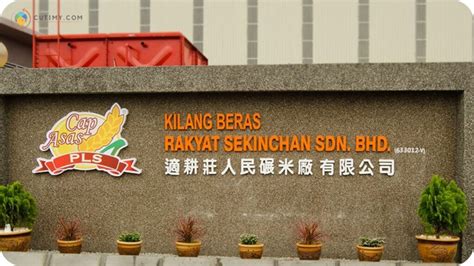 CUTIMY.COM
Cap
Asas
PLS
KILANG BERAS
RAKYAT SEKINCHAN SDN. BHD. (633012-V)
適耕莊人民碾米廠有限公司